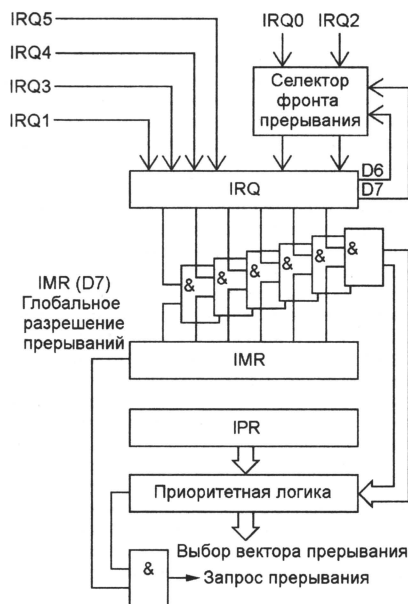 IRQ5
IRQ4
IRQ3
IRQ1
IRQ0 IRQ2
Селектор
фронта
прерывания
D6
D7
IRQ
&
&
&
&
&
&
IMR (D7)
Глобальное
разрешение
прерываний
IMR
IPR
Приоритетная логика
Выбор вектора прерывания
&
Запрос прерывания